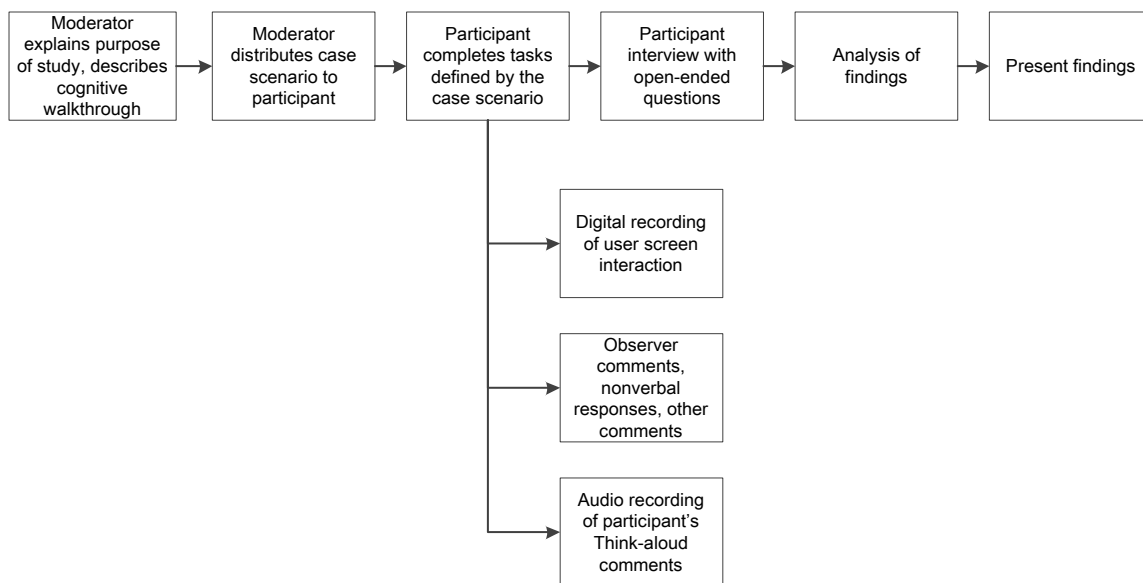 Moderator
explains purpose
of study, describes
cognitive
walkthrough
Moderator
distributes case
scenario to
participant
Participant
completes tasks
defined by the
case scenario
Participant
interview with
open-ended
questions
Analysis of
findings
Present findings
Digital recording
of user screen
interaction
Observer
comments,
nonverbal
responses, other
comments
Audio recording
of participant’s
Think-aloud
comments